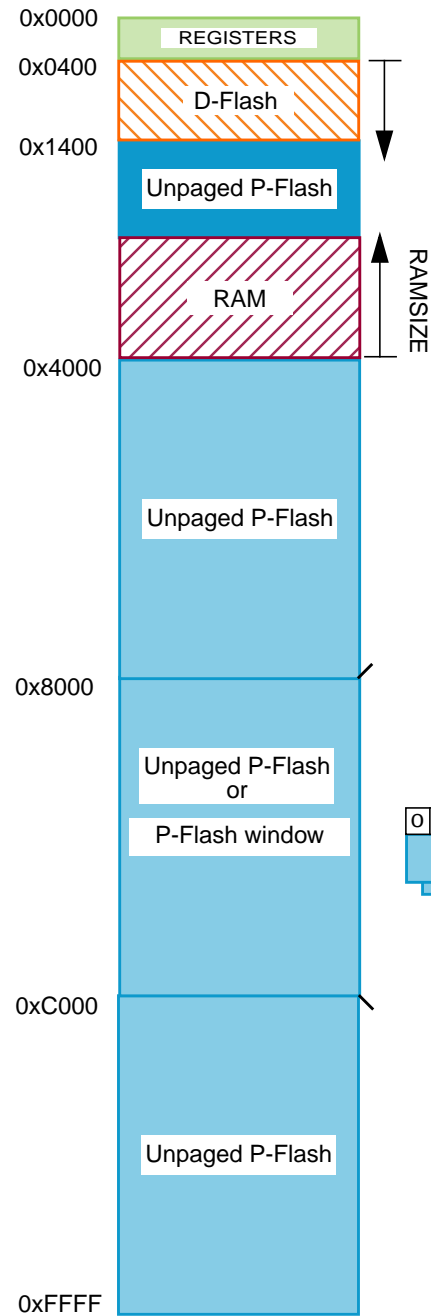 0x0000
REGISTERS
0x0400
D-Flash
0x1400
Unpaged P-Flash
RAM
RAMSIZE
0x4000
Unpaged P-Flash
0x8000
Unpaged P-Flash
or
P-Flash window
0
0xC000
Unpaged P-Flash
0xFFFF